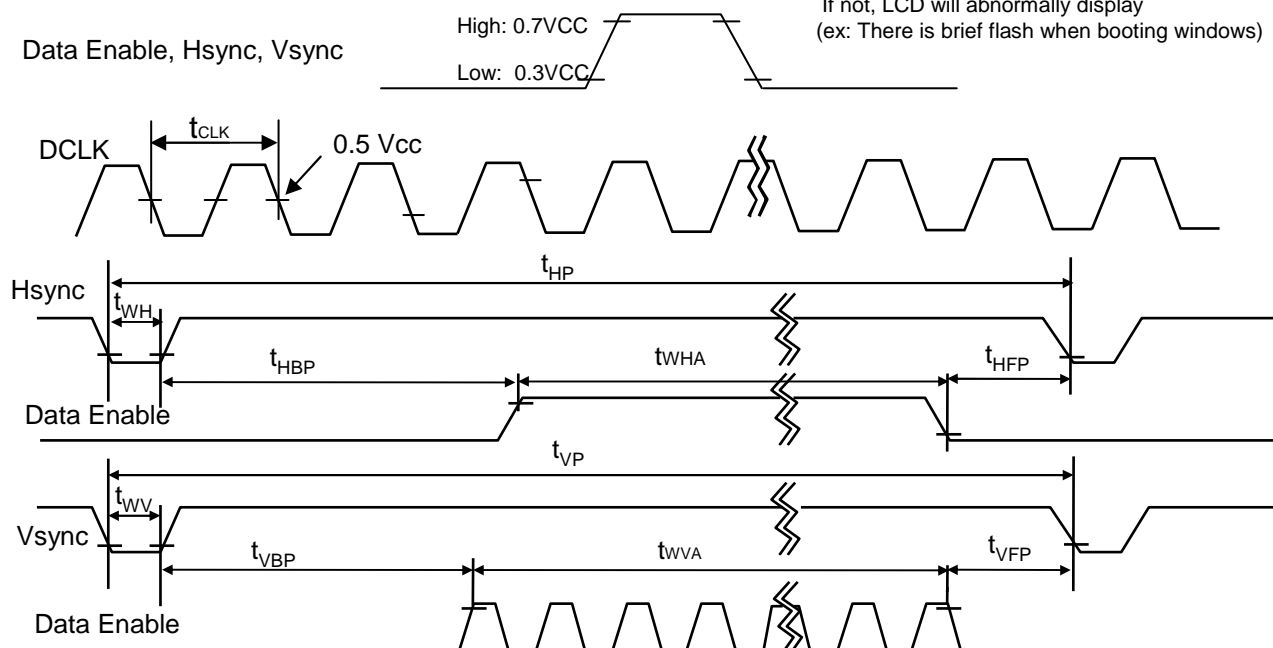 If not, LCD will abnormally display
(ex: There is brief flash when booting windows)
High: 0.7VCC
Data Enable, Hsync, Vsync
Low: 0.3VCC
tCLK
DCLK
0.5 Vcc
tHP
Hsync
tWH
tHBP
tWHA
tHFP
Data Enable
tVP
tWV
Vsync
tVBP
tWVA
tVFP
Data Enable